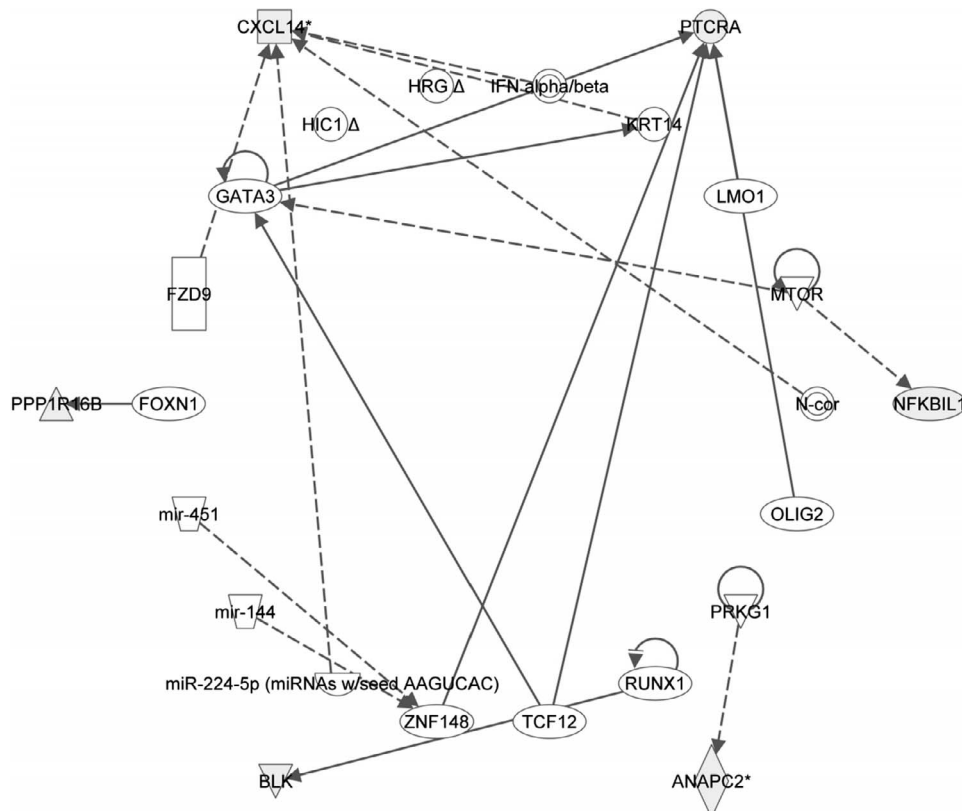 CXCL14*
PTCRA
HRG Δ
IFN alpha/beta
HIC1 Δ
KRT14
GATA3
LMO1
FZD9
MTOR
PPP1R16B
FOXN1
N-cor
NFKBIL1
mir-451
OLIG2
mir-144
PRKG1
miR-224-5p (miRNAs w/seed AAGUCAC)
RUNX1
ZNF148
TCF12
BLK
ANAPC2*